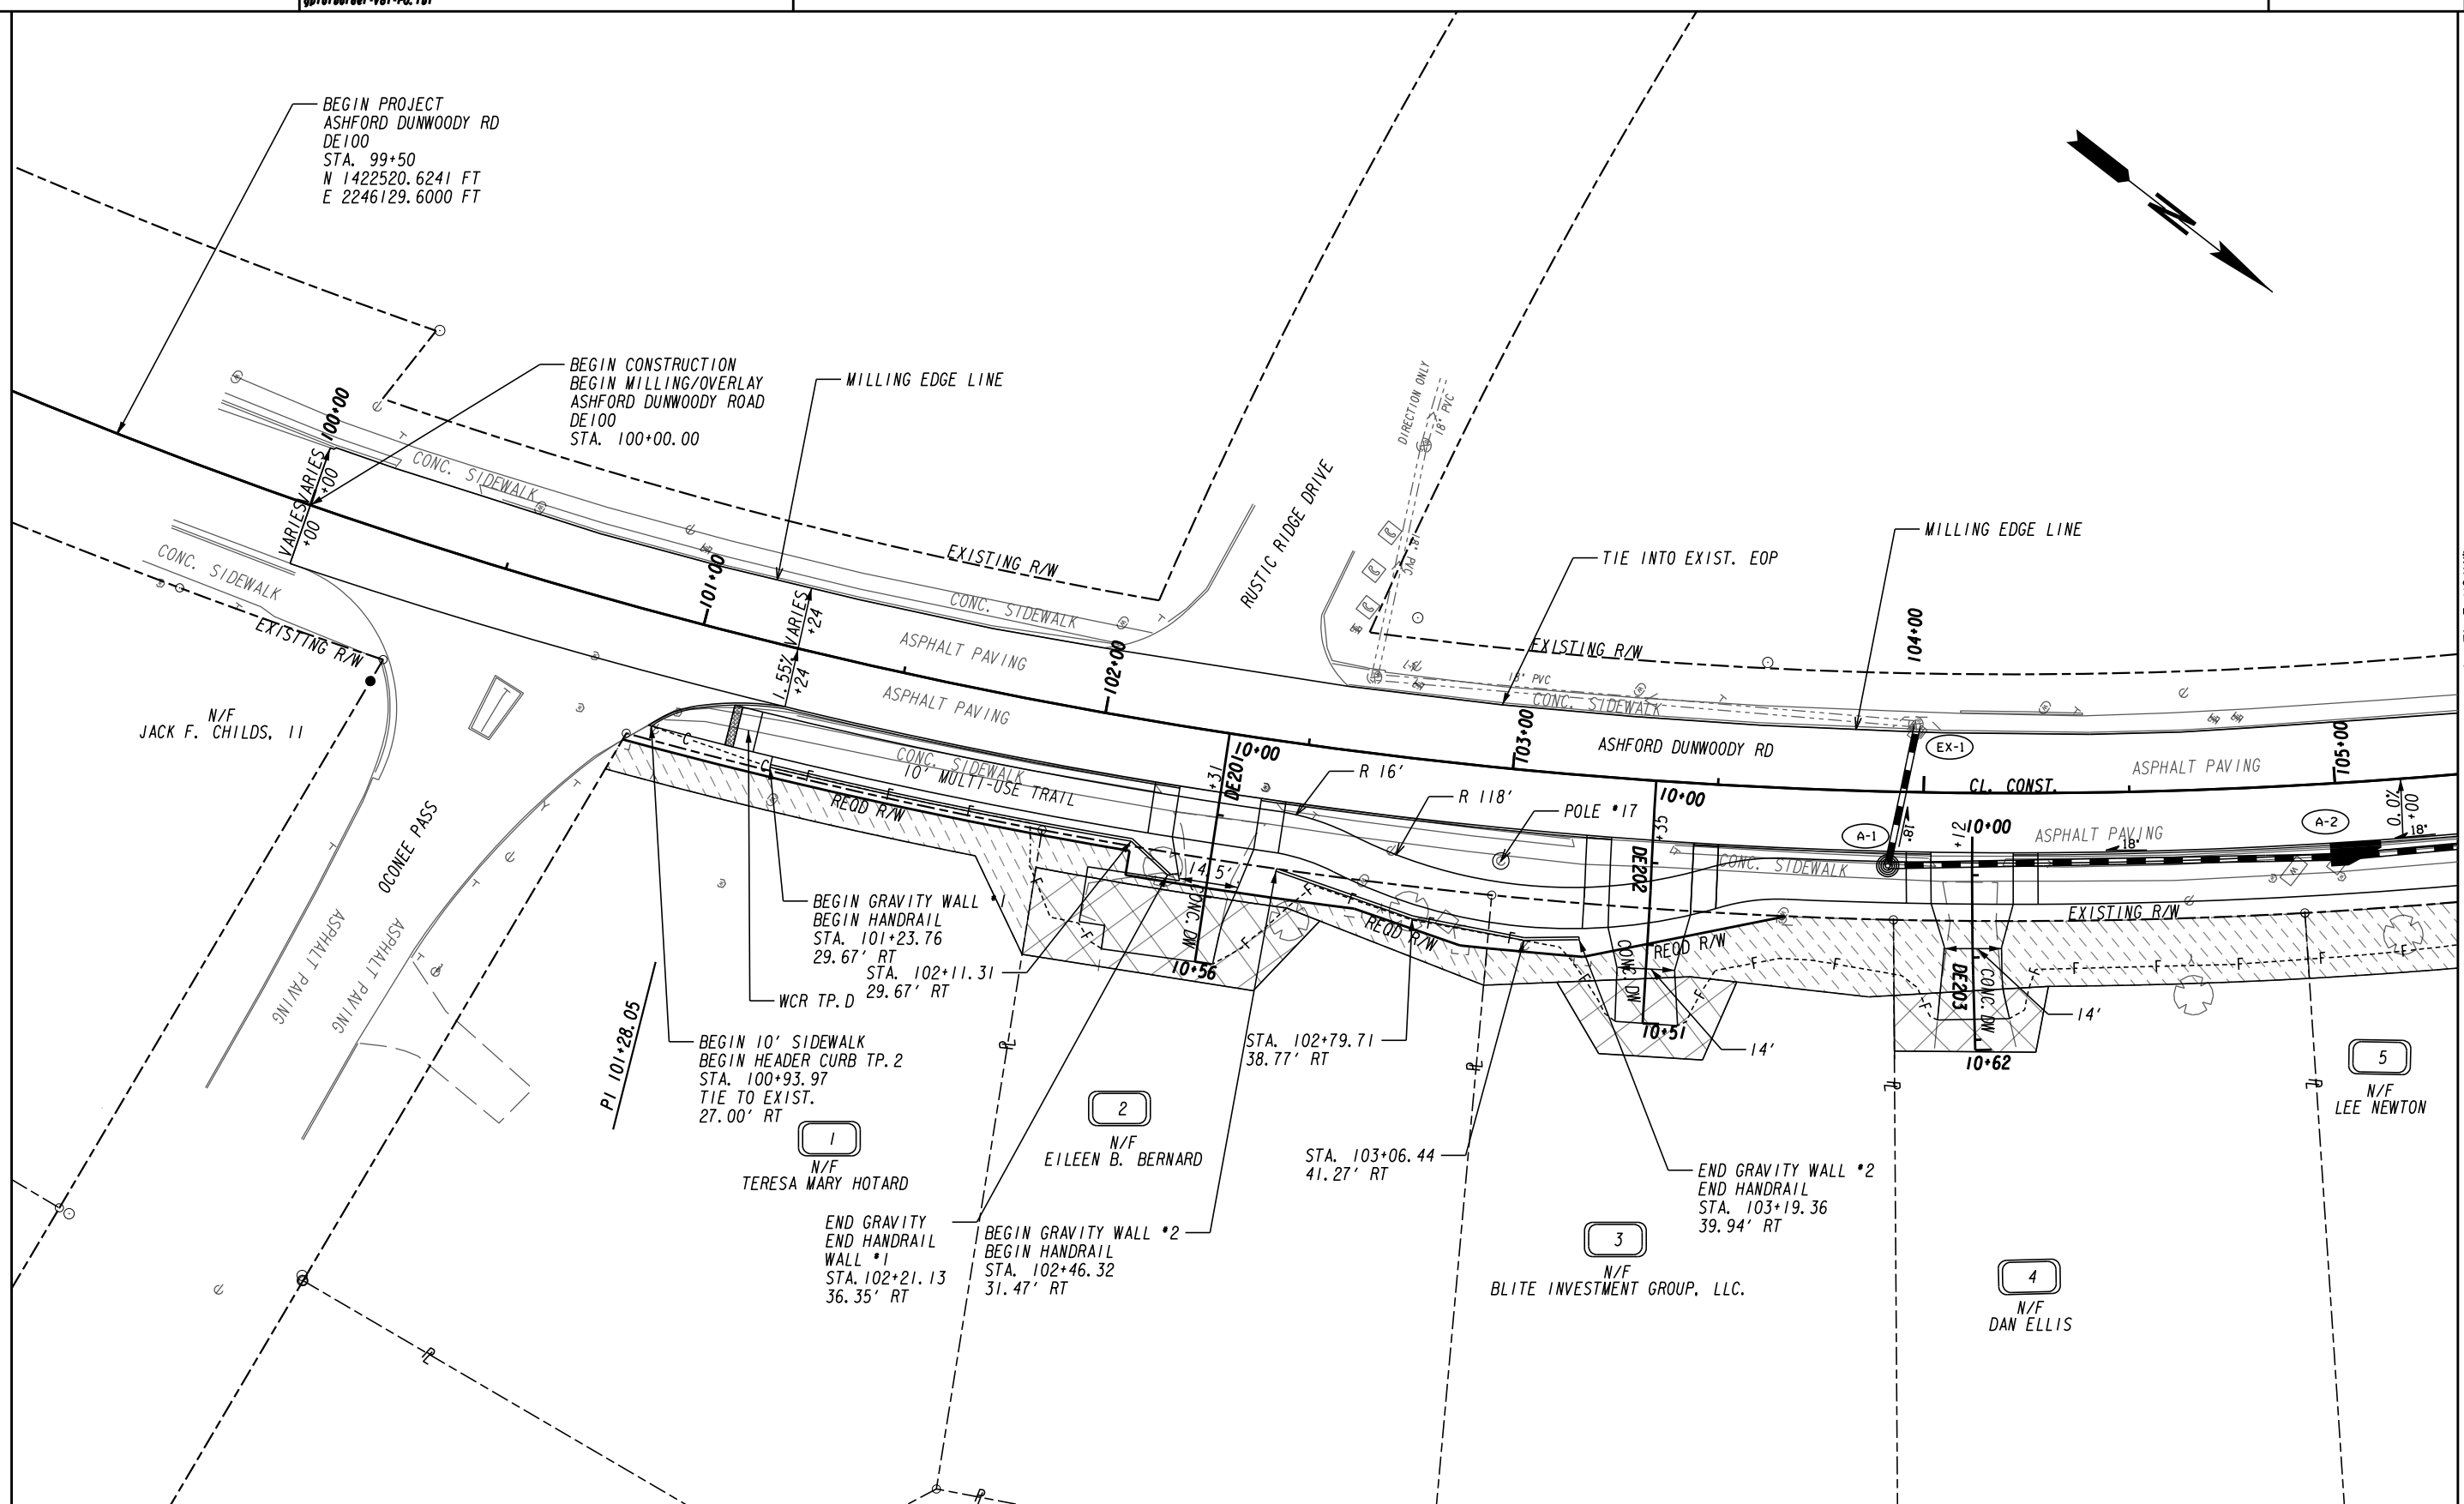 BEGIN PROJECT
ASHFORD DUNWOODY RD
DE100
STA. 99+50
N 1422520.6241 FT
E 2246129.6000 FT
BEGIN CONSTRUCTION
BEGIN MILLING/OVERLAY
ASHFORD DUNWOODY ROAD
DE100
STA. 100+00.00
MILLING EDGE LINE
DIRECTION ONLY
18" PVC
18" PVC
RUSTIC RIDGE DRIVE
N
MILLING EDGE LINE
TIE INTO EXIST. EOP
100+00
VARIES
+00
VARIES
+00
CONC. SIDEWALK
CONC. SIDEWALK
EXISTING R/W
EXISTING R/W
101+00
VARIES
+24
1.55%
+24
CONC. SIDEWALK
ASPHALT PAVING
ASPHALT PAVING
102+00
EXISTING R/W
18" PVC
CONC. SIDEWALK
103+00
ASHFORD DUNWOODY RD
104+00
EX-1
CL. CONST.
ASPHALT PAVING
105+00
0.0%
+00
N/F
JACK F. CHILDS, II
OCONEE PASS
ASPHALT PAVING
ASPHALT PAVING
C
C
F
F
F
CONC. SIDEWALK
10' MULTI-USE TRAIL
REQD R/W
10+00
+31
DE201
R 16'
R 118'
POLE #17
10+00
+35
DE202
A-1
18"
+12
10+00
ASPHALT PAVING
18"
A-2
18"
CONC. SIDEWALK
14.5'
CONC. DW
10+56
REQD R/W
REQD R/W
CONC. DW
10+51
14'
EXISTING R/W
DE203
CONC. DW
10+62
14'
BEGIN GRAVITY WALL #1
BEGIN HANDRAIL
STA. 101+23.76
29.67' RT
STA. 102+11.31
29.67' RT
WCR TP.D
BEGIN 10' SIDEWALK
BEGIN HEADER CURB TP.2
STA. 100+93.97
TIE TO EXIST.
27.00' RT
PI 101+28.05
STA. 102+79.71
38.77' RT
STA. 103+06.44
41.27' RT
1
N/F
TERESA MARY HOTARD
2
N/F
EILEEN B. BERNARD
END GRAVITY
END HANDRAIL
WALL #1
STA.102+21.13
36.35' RT
BEGIN GRAVITY WALL #2
BEGIN HANDRAIL
STA. 102+46.32
31.47' RT
END GRAVITY WALL #2
END HANDRAIL
STA. 103+19.36
39.94' RT
3
N/F
BLITE INVESTMENT GROUP, LLC.
4
N/F
DAN ELLIS
5
N/F
LEE NEWTON